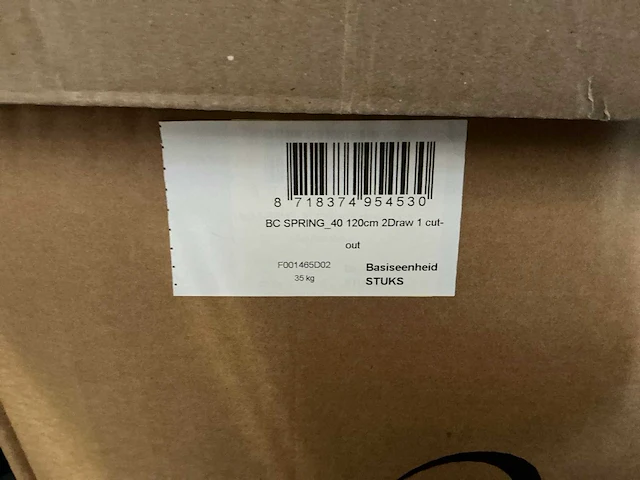 8 718374 954530
BC SPRING_40 120cm 2Draw 1 cut-
out
F001465D02
Basiseenheid
35 kg
STUKS